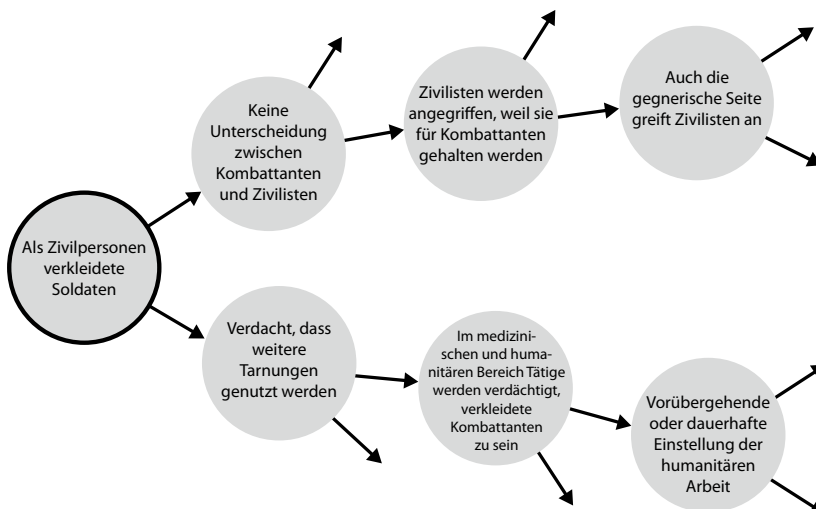 Als Zivilpersonen
verkleidete
Soldaten
Keine
Unterscheidung
zwischen
Kombattanten
und Zivilisten
Zivilisten werden
angegriffen, weil sie
für Kombattanten
gehalten werden
Auch die
gegnerische Seite
greift Zivilisten an
Verdacht, dass
weitere
Tarnungen
genutzt werden
Im medizini-
schen und huma-
nitären Bereich Tätige
werden verdächtigt,
verkleidete
Kombattanten
zu sein
Vorübergehende
oder dauerhafte
Einstellung der
humanitären
Arbeit